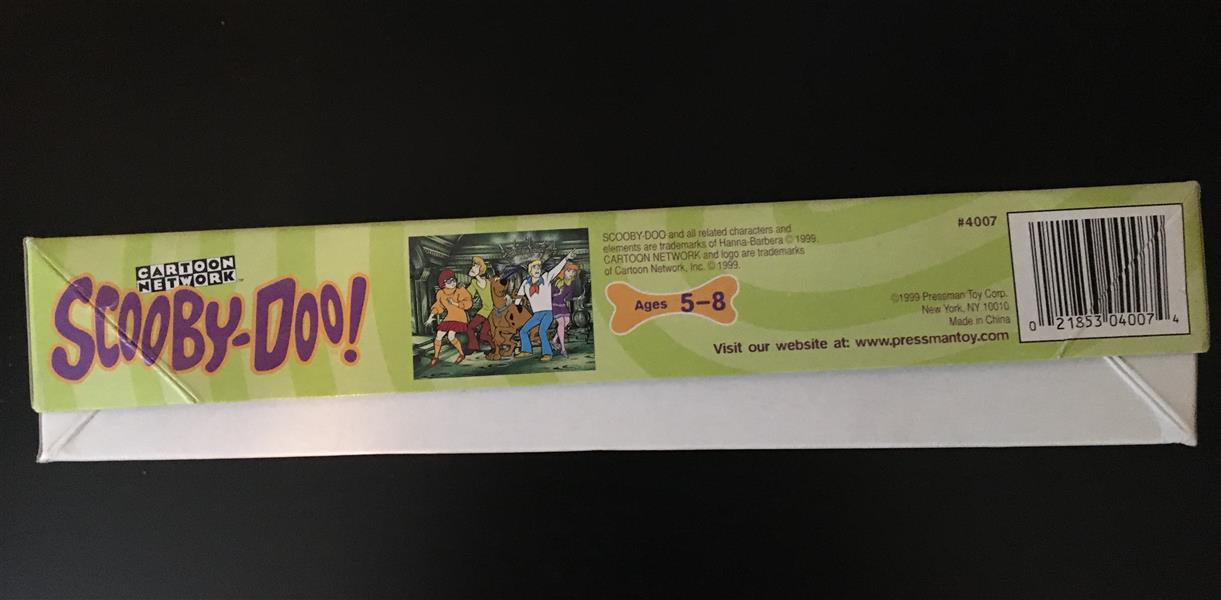 CARTOON
NETWORK™
SCOOBY-DOO!
SCOOBY-DOO and all related characters and
elements are trademarks of Hanna-Barbera © 1999.
CARTOON NETWORK and logo are trademarks
of Cartoon Network, Inc. © 1999.
Ages 5–8
#4007
©1999 Pressman Toy Corp.
New York, NY 10010
Made in China
Visit our website at: www.pressmantoy.com
0 21853 04007 4